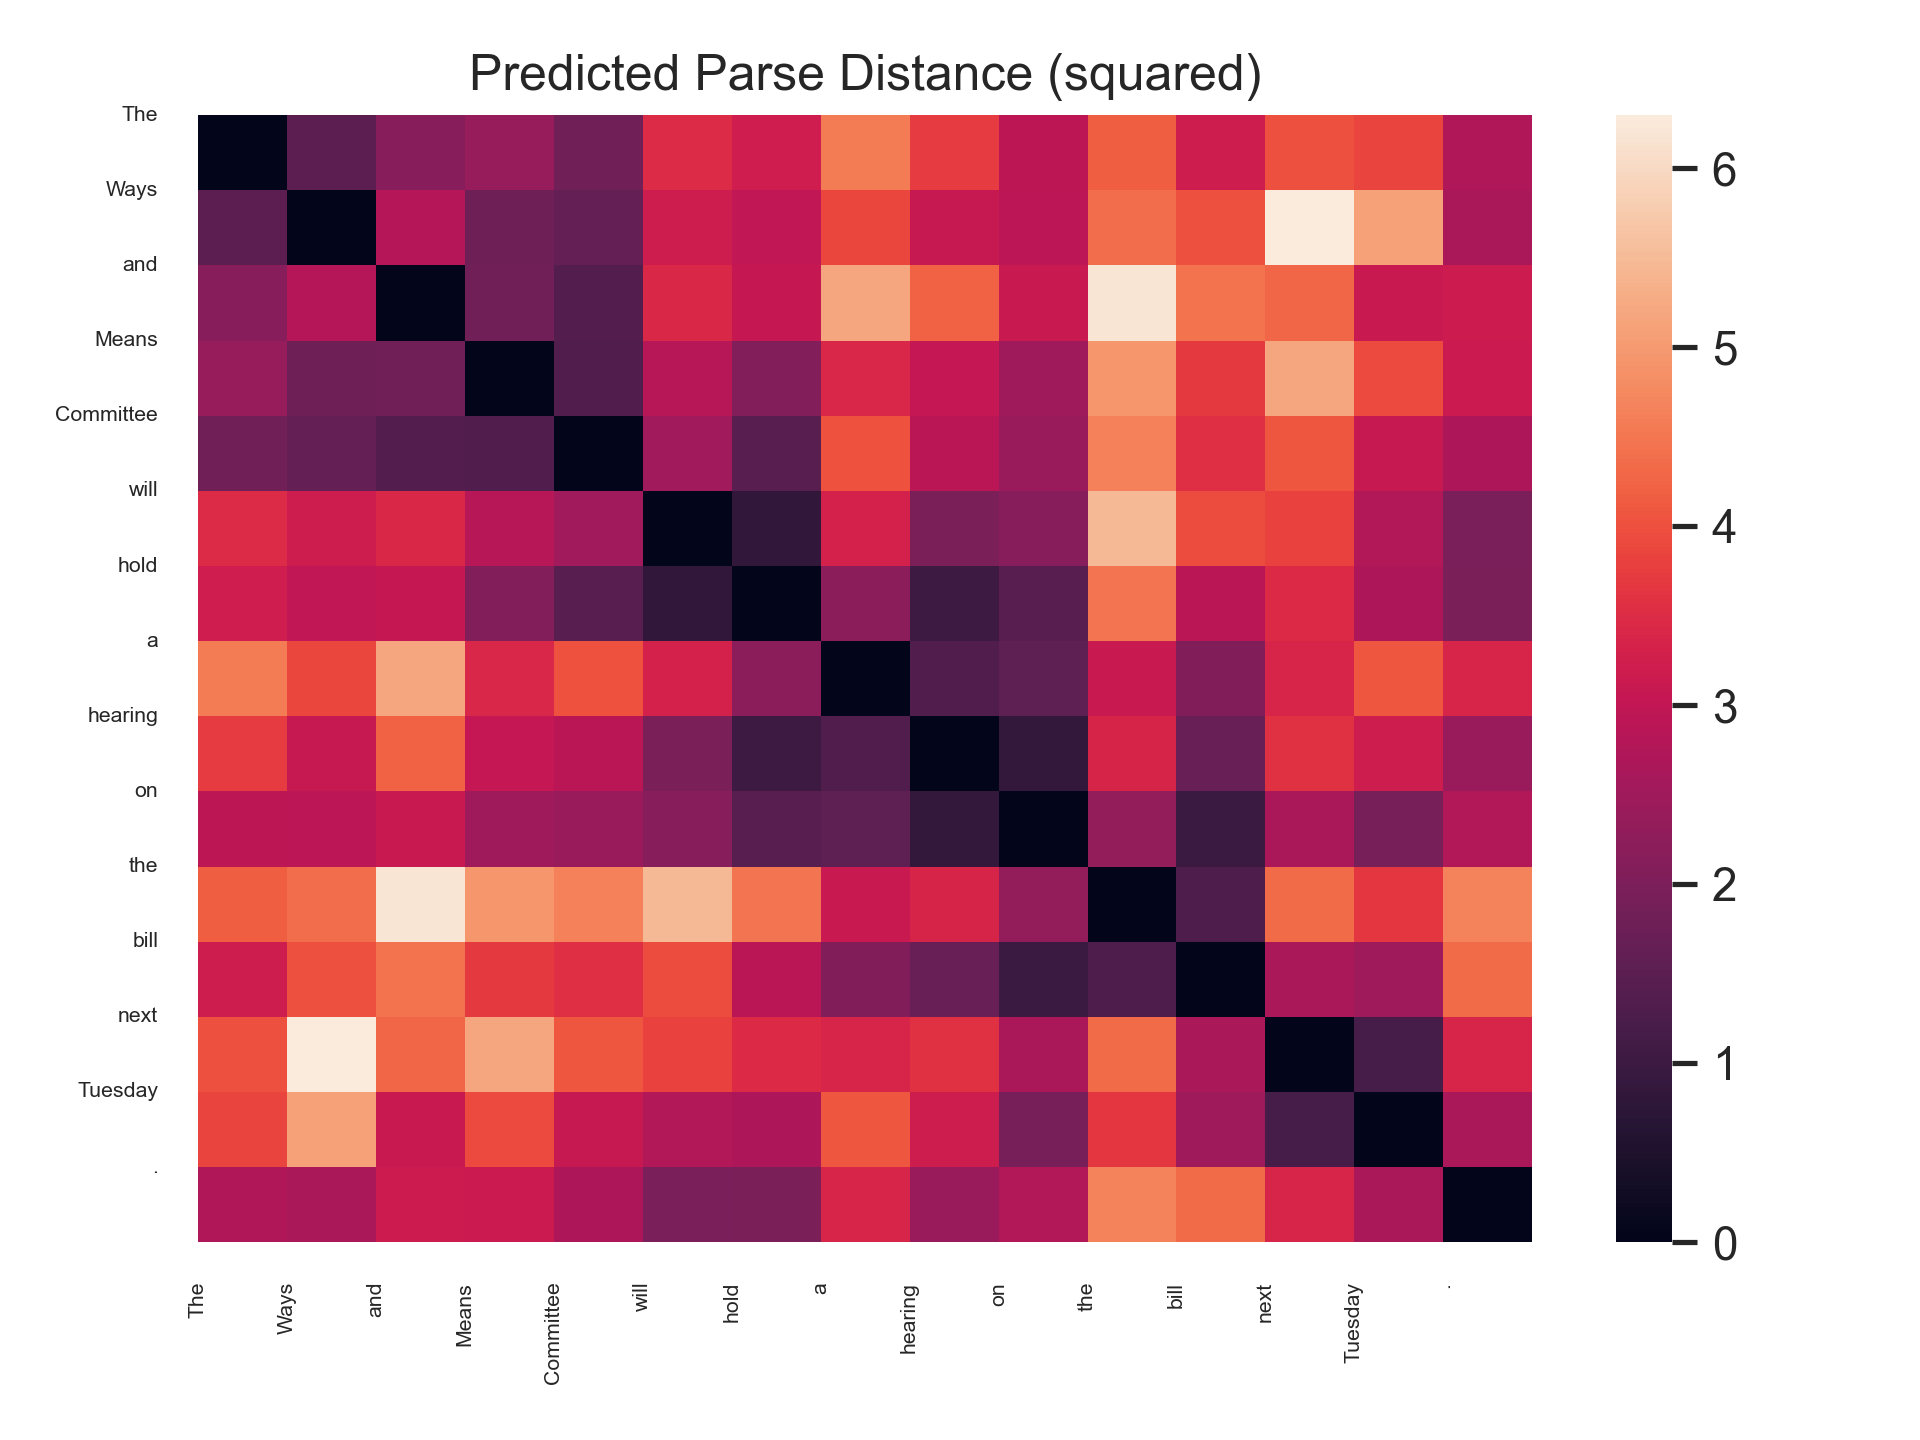 Predicted Parse Distance (squared)
The
Ways
and
Means
Committee
will
hold
a
hearing
on
the
bill
next
Tuesday
.
6
5
4
3
2
1
0
The
Ways
and
Means
Committee
will
hold
a
hearing
on
the
bill
next
Tuesday
.